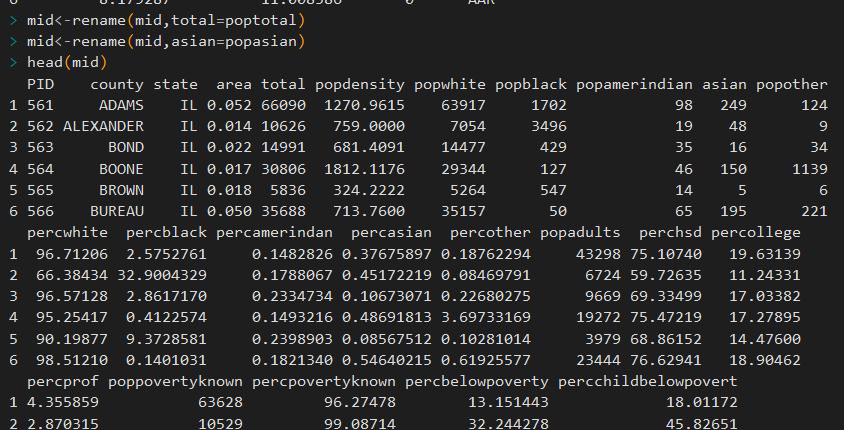 6 8.179287 11.008586 0 AAR
> mid<-rename(mid,total=poptotal)
> mid<-rename(mid,asian=popasian)
> head(mid)
PID county state area total popdensity popwhite popblack popamerindian asian popother
1 561 ADAMS IL 0.052 66090 1270.9615 63917 1702 98 249 124
2 562 ALEXANDER IL 0.014 10626 759.0000 7054 3496 19 48 9
3 563 BOND IL 0.022 14991 681.4091 14477 429 35 16 34
4 564 BOONE IL 0.017 30806 1812.1176 29344 127 46 150 1139
5 565 BROWN IL 0.018 5836 324.2222 5264 547 14 5 6
6 566 BUREAU IL 0.050 35688 713.7600 35157 50 65 195 221
percwhite percblack percamerindan percasian percother popadults perchsd percollege
1 96.71206 2.5752761 0.1482826 0.37675897 0.18762294 43298 75.10740 19.63139
2 66.38434 32.9004329 0.1788067 0.45172219 0.08469791 6724 59.72635 11.24331
3 96.57128 2.8617170 0.2334734 0.10673071 0.22680275 9669 69.33499 17.03382
4 95.25417 0.4122574 0.1493216 0.48691813 3.69733169 19272 75.47219 17.27895
5 90.19877 9.3728581 0.2398903 0.08567512 0.10281014 3979 68.86152 14.47600
6 98.51210 0.1401031 0.1821340 0.54640215 0.61925577 23444 76.62941 18.90462
percprof poppovertyknown percpovertyknown percbelowpoverty percchildbelowpovert
1 4.355859 63628 96.27478 13.151443 18.01172
2 2.870315 10529 99.08714 32.244278 45.82651